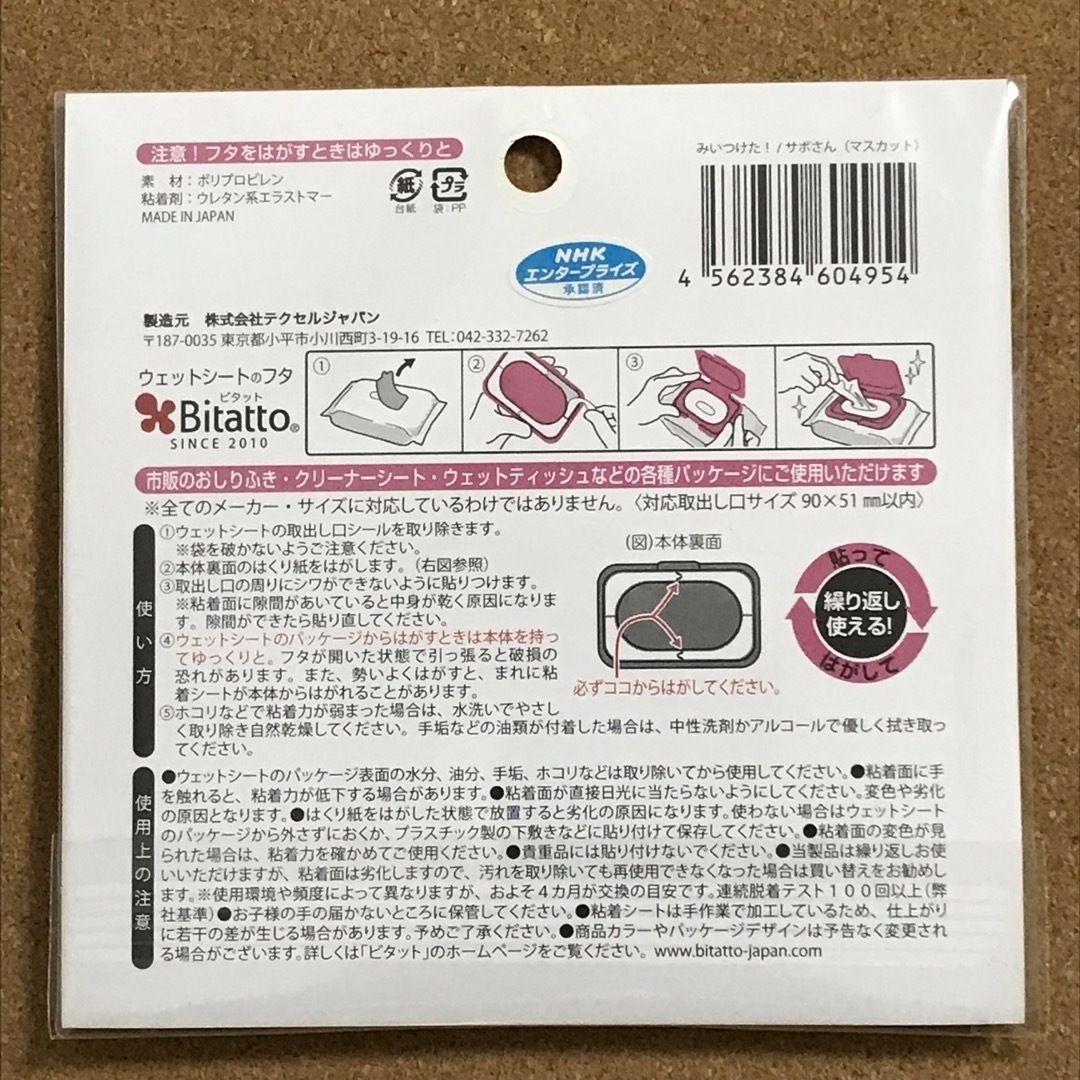 注意！フタをはがすときはゆっくりと
素　材：ポリプロピレン
粘着剤：ウレタン系エラストマー
MADE IN JAPAN
紙
台紙
プラ
袋:PP
みいつけた！/ サボさん（マスカット）
4 562384 604954
NHK
エンタープライズ
承認済
製造元　株式会社テクセルジャパン
〒187-0035 東京都小平市小川西町3-19-16 TEL:042-332-7262
ウェットシートのフタ
ビタット
Bitatto®
SINCE 2010
①
②
③
市販のおしりふき・クリーナーシート・ウェットティッシュなどの各種パッケージにご使用いただけます
※全てのメーカー・サイズに対応しているわけではありません。〈対応取出し口サイズ 90×51 ㎜以内〉
使い方
①ウェットシートの取出し口シールを取り除きます。
※袋を破かないようご注意ください。
②本体裏面のはくり紙をはがします。（右図参照）
③取出し口の周りにシワができないように貼りつけます。
※粘着面に隙間があいていると中身が乾く原因になりま
す。隙間ができたら貼り直してください。
④ウェットシートのパッケージからはがすときは本体を持っ
てゆっくりと。フタが開いた状態で引っ張ると破損の
恐れがあります。また、勢いよくはがすと、まれに粘
着シートが本体からはがれることがあります。
⑤ホコリなどで粘着力が弱まった場合は、水洗いでやさし
く取り除き自然乾燥してください。手垢などの油類が付着した場合は、中性洗剤かアルコールで優しく拭き取っ
てください。
(図)本体裏面
必ずココからはがしてください。
貼って
繰り返し
使える!
はがして
使用上の注意
●ウェットシートのパッケージ表面の水分、油分、手垢、ホコリなどは取り除いてから使用してください。●粘着面に手
を触れると、粘着力が低下する場合があります。●粘着面が直接日光に当たらないようにしてください。変色や劣化
の原因となります。●はくり紙をはがした状態で放置すると劣化の原因になります。使わない場合はウェットシート
のパッケージから外さずにおくか、プラスチック製の下敷きなどに貼り付けて保存してください。●粘着面の変色が見
られた場合は、粘着力を確かめてご使用ください。●貴重品には貼り付けないでください。●当製品は繰り返しお使
いいただけますが、粘着面は劣化しますので、汚れを取り除いても再使用できなくなった場合は買い替えをお勧めし
ます。※使用環境や頻度によって異なりますが、およそ４カ月が交換の目安です。連続脱着テスト１００回以上（弊
社基準）●お子様の手の届かないところに保管してください。●粘着シートは手作業で加工しているため、仕上がり
に若干の差が生じる場合があります。予めご了承ください。●商品カラーやパッケージデザインは予告なく変更され
る場合がございます。詳しくは「ビタット」のホームページをご覧ください。 www.bitatto-japan.com